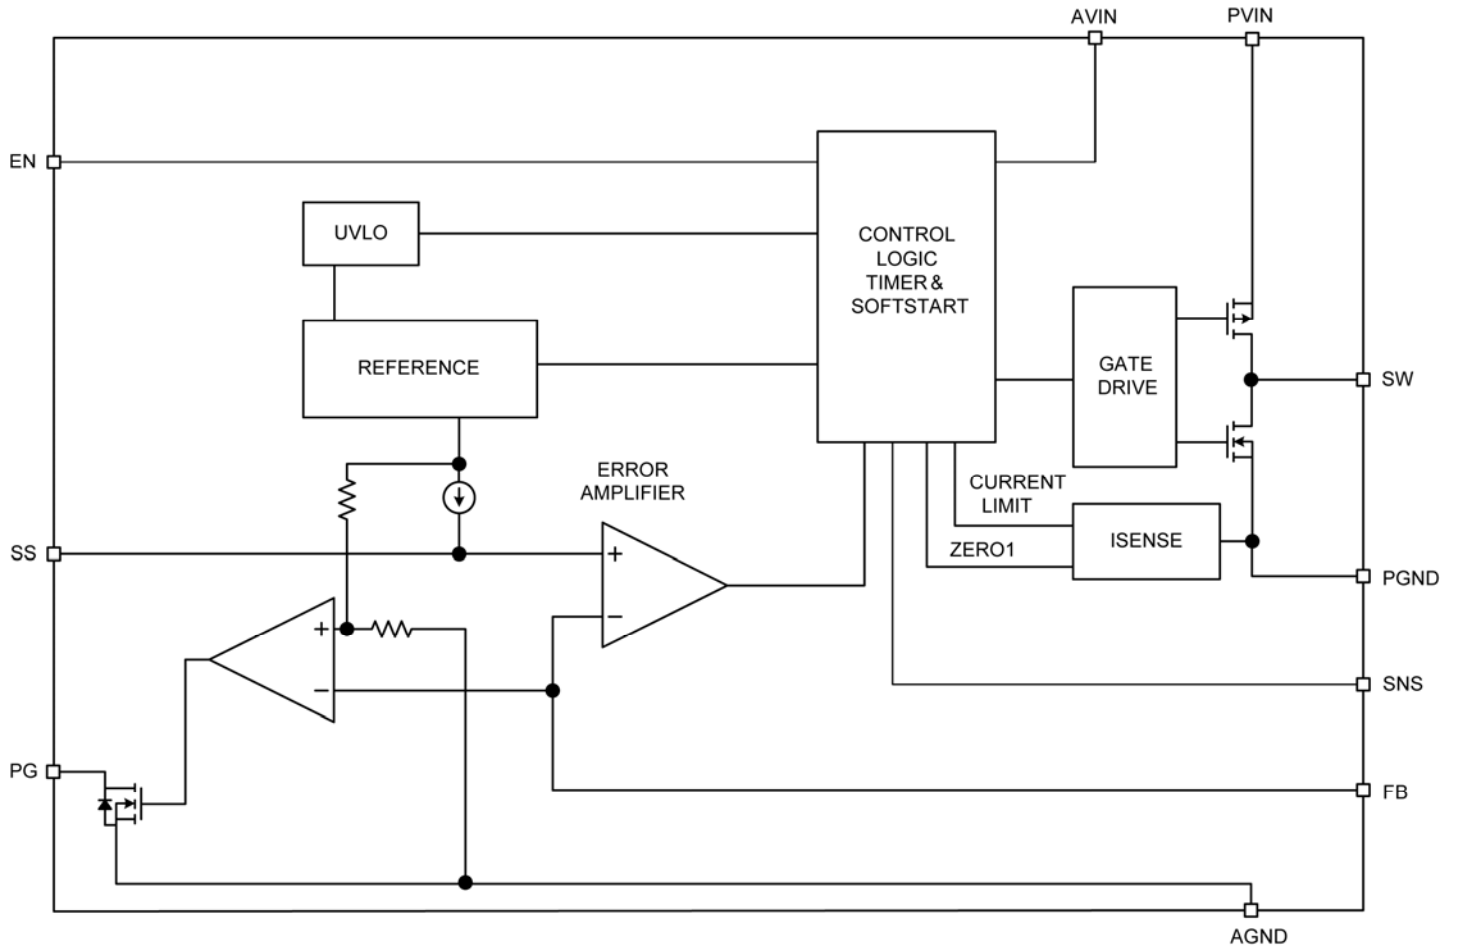 AVIN
PVIN
EN
UVLO
CONTROL
LOGIC
TIMER &
SOFTSTART
REFERENCE
GATE
DRIVE
SW
ERROR
AMPLIFIER
CURRENT
LIMIT
SS
+
ZERO1
ISENSE
PGND
−
+
−
SNS
PG
FB
AGND